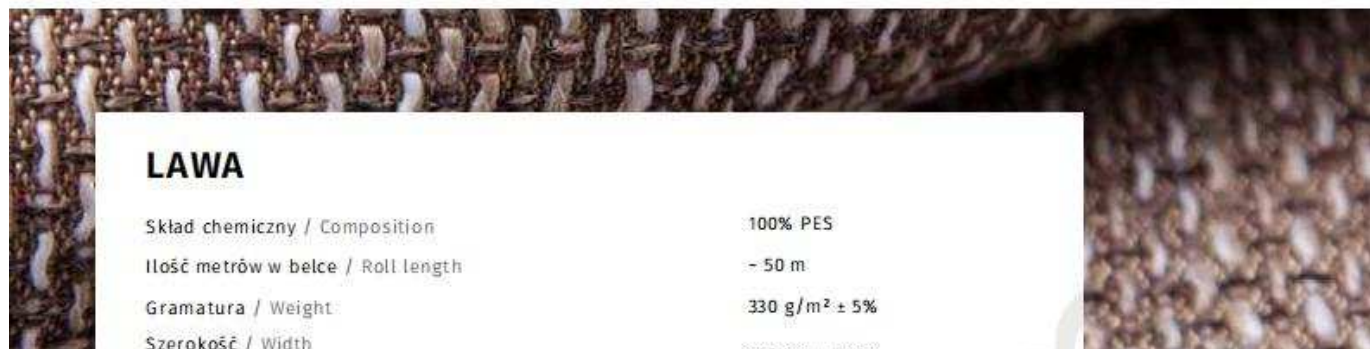 LAWA
Skład chemiczny / Composition 100% PES
Ilość metrów w belce / Roll length ~ 50 m
Gramatura / Weight 330 g/m² ± 5%
Szerokość / Width